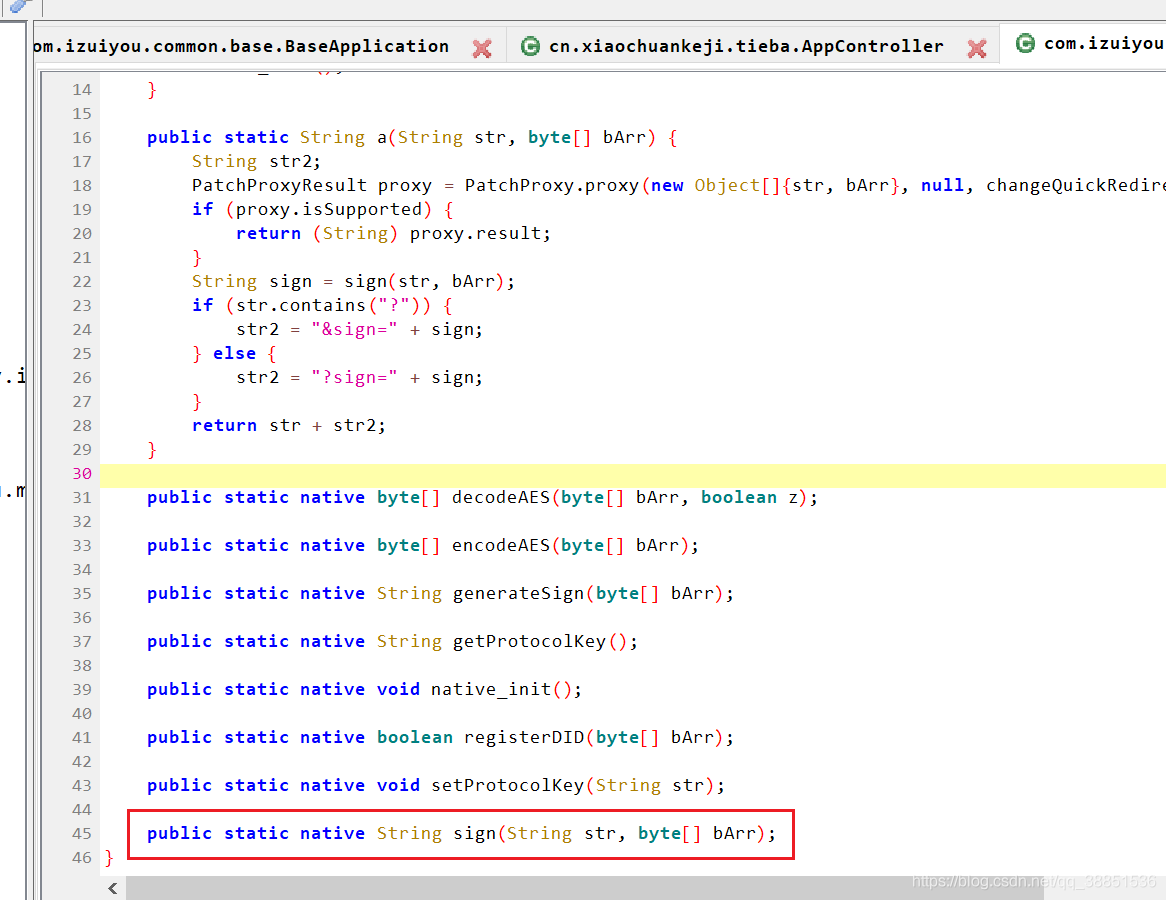 om.izuiyou.common.base.BaseApplication cn.xiaochuankeji.tieba.AppController com.izuiyou
14 }
15
16 public static String a(String str, byte[] bArr) {
17 String str2;
18 PatchProxyResult proxy = PatchProxy.proxy(new Object[]{str, bArr}, null, changeQuickRedire
19 if (proxy.isSupported) {
20 return (String) proxy.result;
21 }
22 String sign = sign(str, bArr);
23 if (str.contains("?")) {
24 str2 = "&sign=" + sign;
25 } else {
26 str2 = "?sign=" + sign;
27 }
28 return str + str2;
29 }
30
31 public static native byte[] decodeAES(byte[] bArr, boolean z);
32
33 public static native byte[] encodeAES(byte[] bArr);
34
35 public static native String generateSign(byte[] bArr);
36
37 public static native String getProtocolKey();
38
39 public static native void native_init();
40
41 public static native boolean registerDID(byte[] bArr);
42
43 public static native void setProtocolKey(String str);
44
45 public static native String sign(String str, byte[] bArr);
46 }
https://blog.csdn.net/qq_38851536